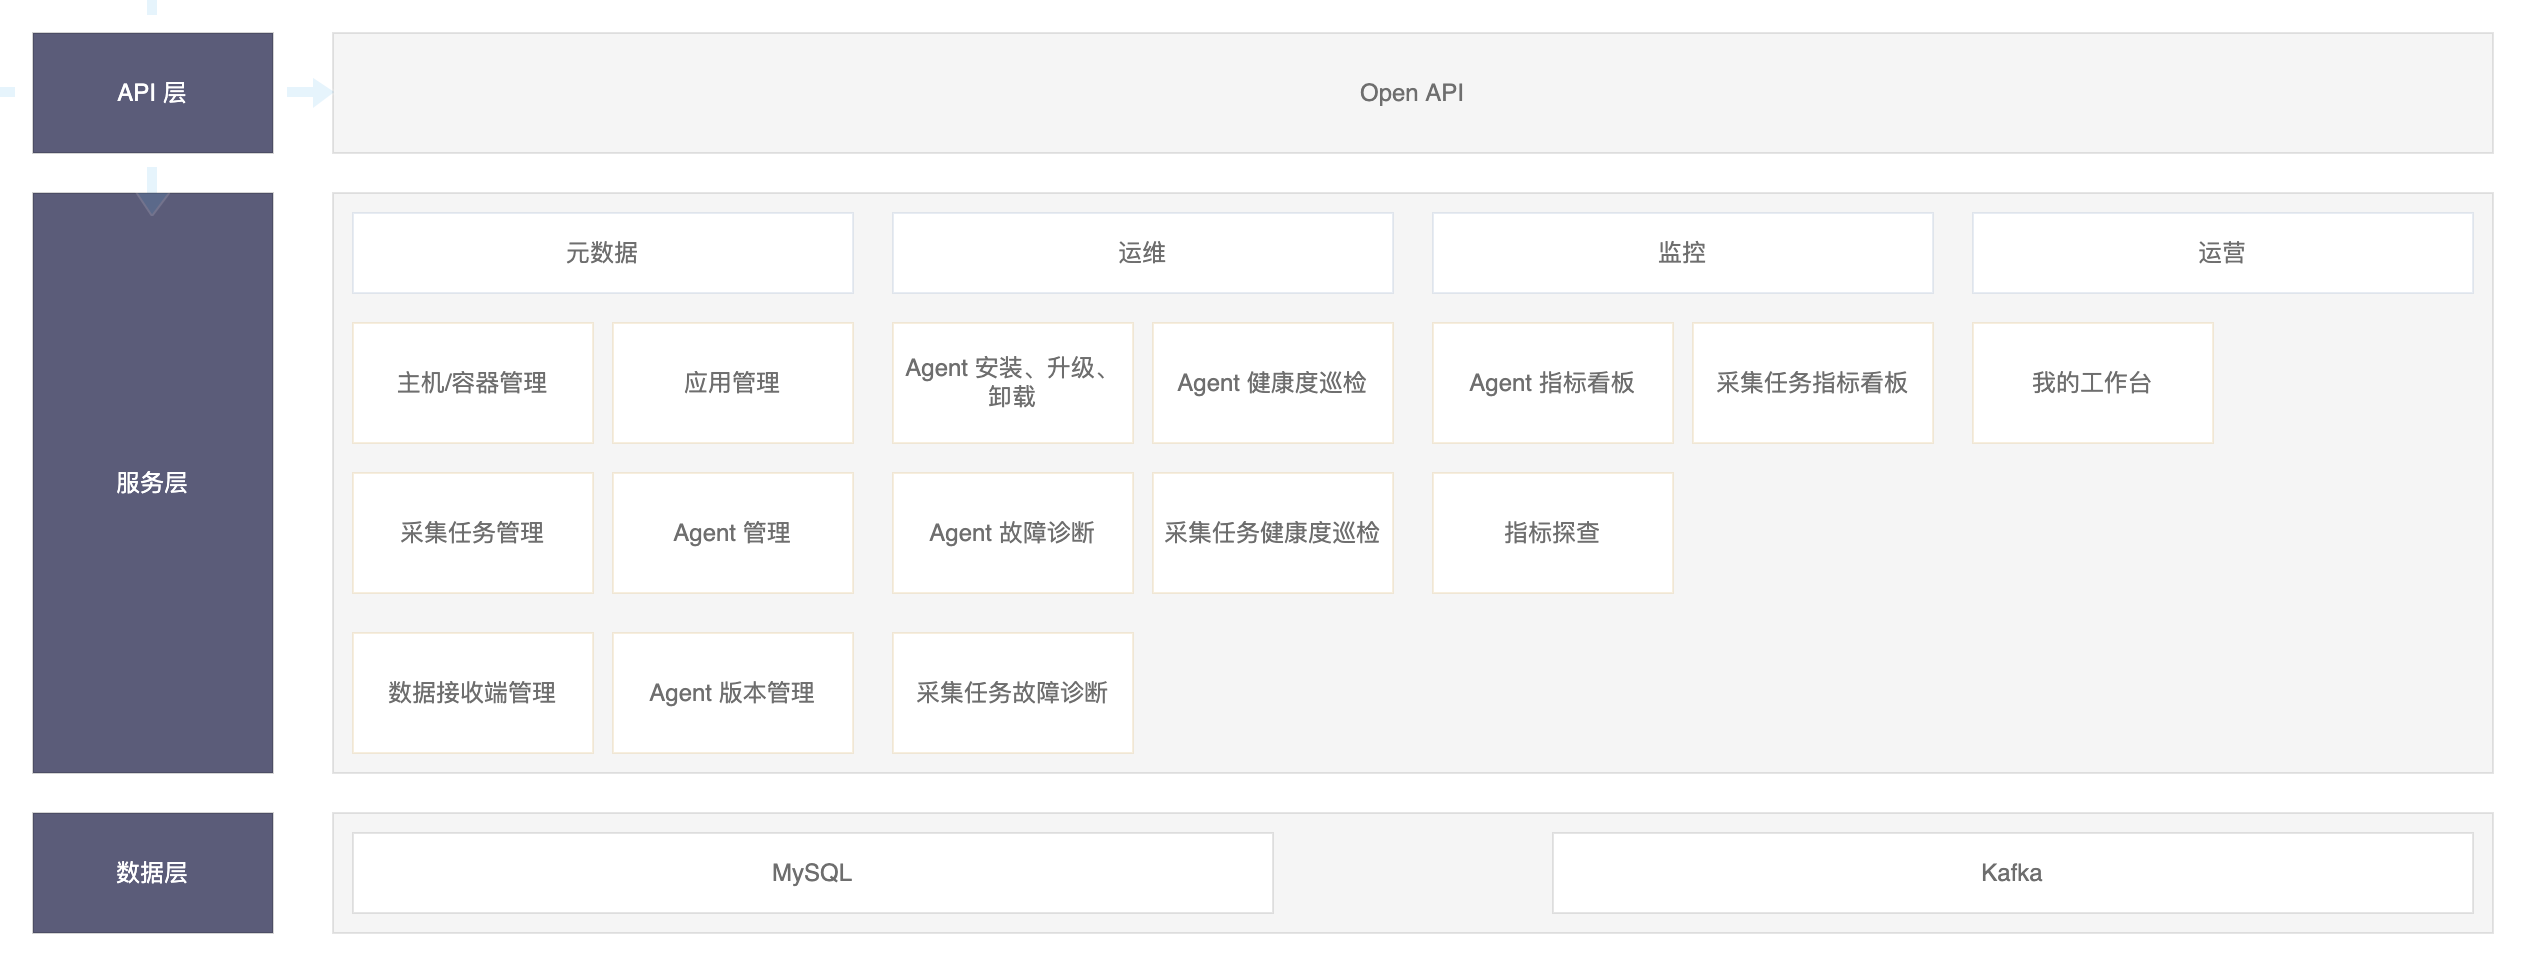 API 层
Open API
服务层
元数据
运维
监控
运营
主机/容器管理
应用管理
Agent 安装、升级、
卸载
Agent 健康度巡检
Agent 指标看板
采集任务指标看板
我的工作台
采集任务管理
Agent 管理
Agent 故障诊断
采集任务健康度巡检
指标探查
数据接收端管理
Agent 版本管理
采集任务故障诊断
数据层
MySQL
Kafka